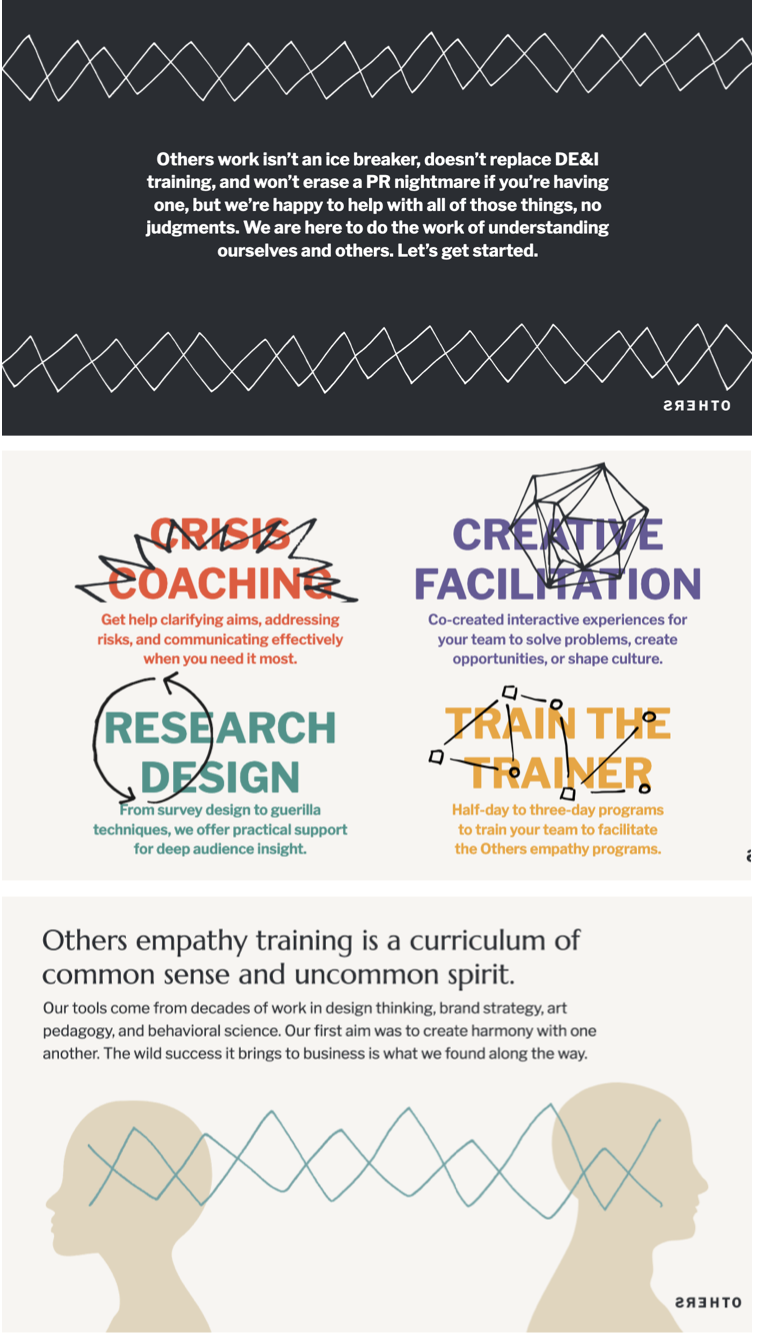 Others work isn't an ice breaker, doesn't replace DE&I
training, and won't erase a PR nightmare if you're having
one, but we're happy to help with all of those things, no
judgments. We are here to do the work of understanding
ourselves and others. Let's get started.
OTHERS
CRISIS
COACHING
Get help clarifying aims, addressing
risks, and communicating effectively
when you need it most.
CREATIVE
FACILITATION
Co-created interactive experiences for
your team to solve problems, create
opportunities, or shape culture.
RESEARCH
DESIGN
From survey design to guerilla
techniques, we offer practical support
for deep audience insight.
TRAIN THE
TRAINER
Half-day to three-day programs
to train your team to facilitate
the Others empathy programs.
Others empathy training is a curriculum of
common sense and uncommon spirit.
Our tools come from decades of work in design thinking, brand strategy, art
pedagogy, and behavioral science. Our first aim was to create harmony with one
another. The wild success it brings to business is what we found along the way.
OTHERS